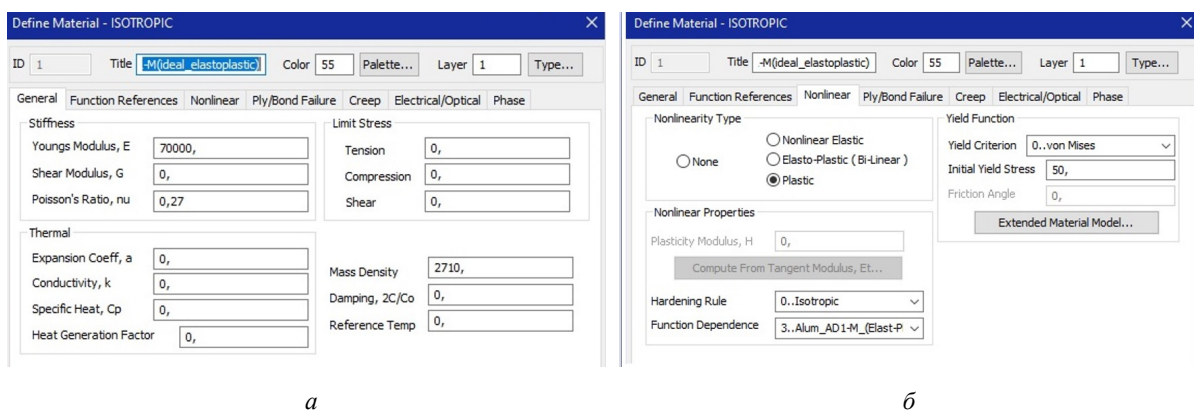 Define Material - ISOTROPIC
ID 1 Title -M(ideal_elastoplastic) Color 55 Palette... Layer 1 Type...
General Function References Nonlinear Ply/Bond Failure Creep Electrical/Optical Phase
Stiffness
Youngs Modulus, E 70000,
Shear Modulus, G 0,
Poisson's Ratio, nu 0,27
Limit Stress
Tension 0,
Compression 0,
Shear 0,
Thermal
Expansion Coeff, a 0,
Conductivity, k 0,
Specific Heat, Cp 0,
Heat Generation Factor 0,
Mass Density 2710,
Damping, 2C/Co 0,
Reference Temp 0,
а
Define Material - ISOTROPIC
ID 1 Title -M(ideal_elastoplastic) Color 55 Palette... Layer 1 Type...
General Function References Nonlinear Ply/Bond Failure Creep Electrical/Optical Phase
Nonlinearity Type
None
Nonlinear Elastic
Elasto-Plastic ( Bi-Linear )
Plastic
Yield Function
Yield Criterion 0..von Mises
Initial Yield Stress 50,
Friction Angle 0,
Extended Material Model...
Nonlinear Properties
Plasticity Modulus, H 0,
Compute From Tangent Modulus, Et...
Hardening Rule 0..Isotropic
Function Dependence 3..Alum_AD1-M_(Elast-Pl
б